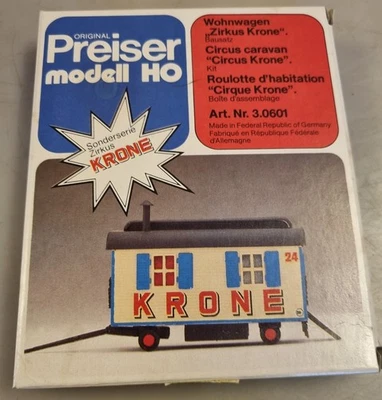 ORIGINAL
Preiser
modell HO
Wohnwagen
„Zirkus Krone".
Bausatz
Circus caravan
"Circus Krone".
Kit
Roulotte d'habitation
"Cirque Krone".
Boîte d'assemblage
Art. Nr. 3.0601
Made in Federal Republic of Germany
Fabriqué en République Fédérale
d'Allemagne
Sonderserie
Zirkus
KRONE
24
KRONE